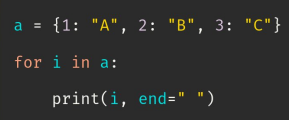 a = {1: "A", 2: "B", 3: "C"}
for i in a:
    print(i, end=" ")